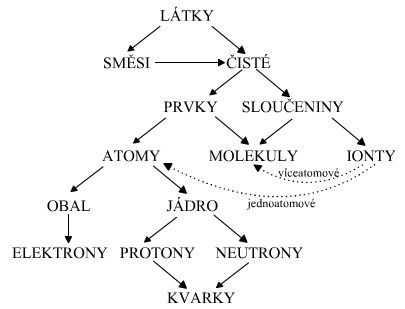 LÁTKY
SMĚSI ČISTÉ
PRVKY SLOUČENINY
ATOMY MOLEKULY IONTY
víceatomové
jednoatomové
OBAL JÁDRO
ELEKTRONY PROTONY NEUTRONY
KVARKY